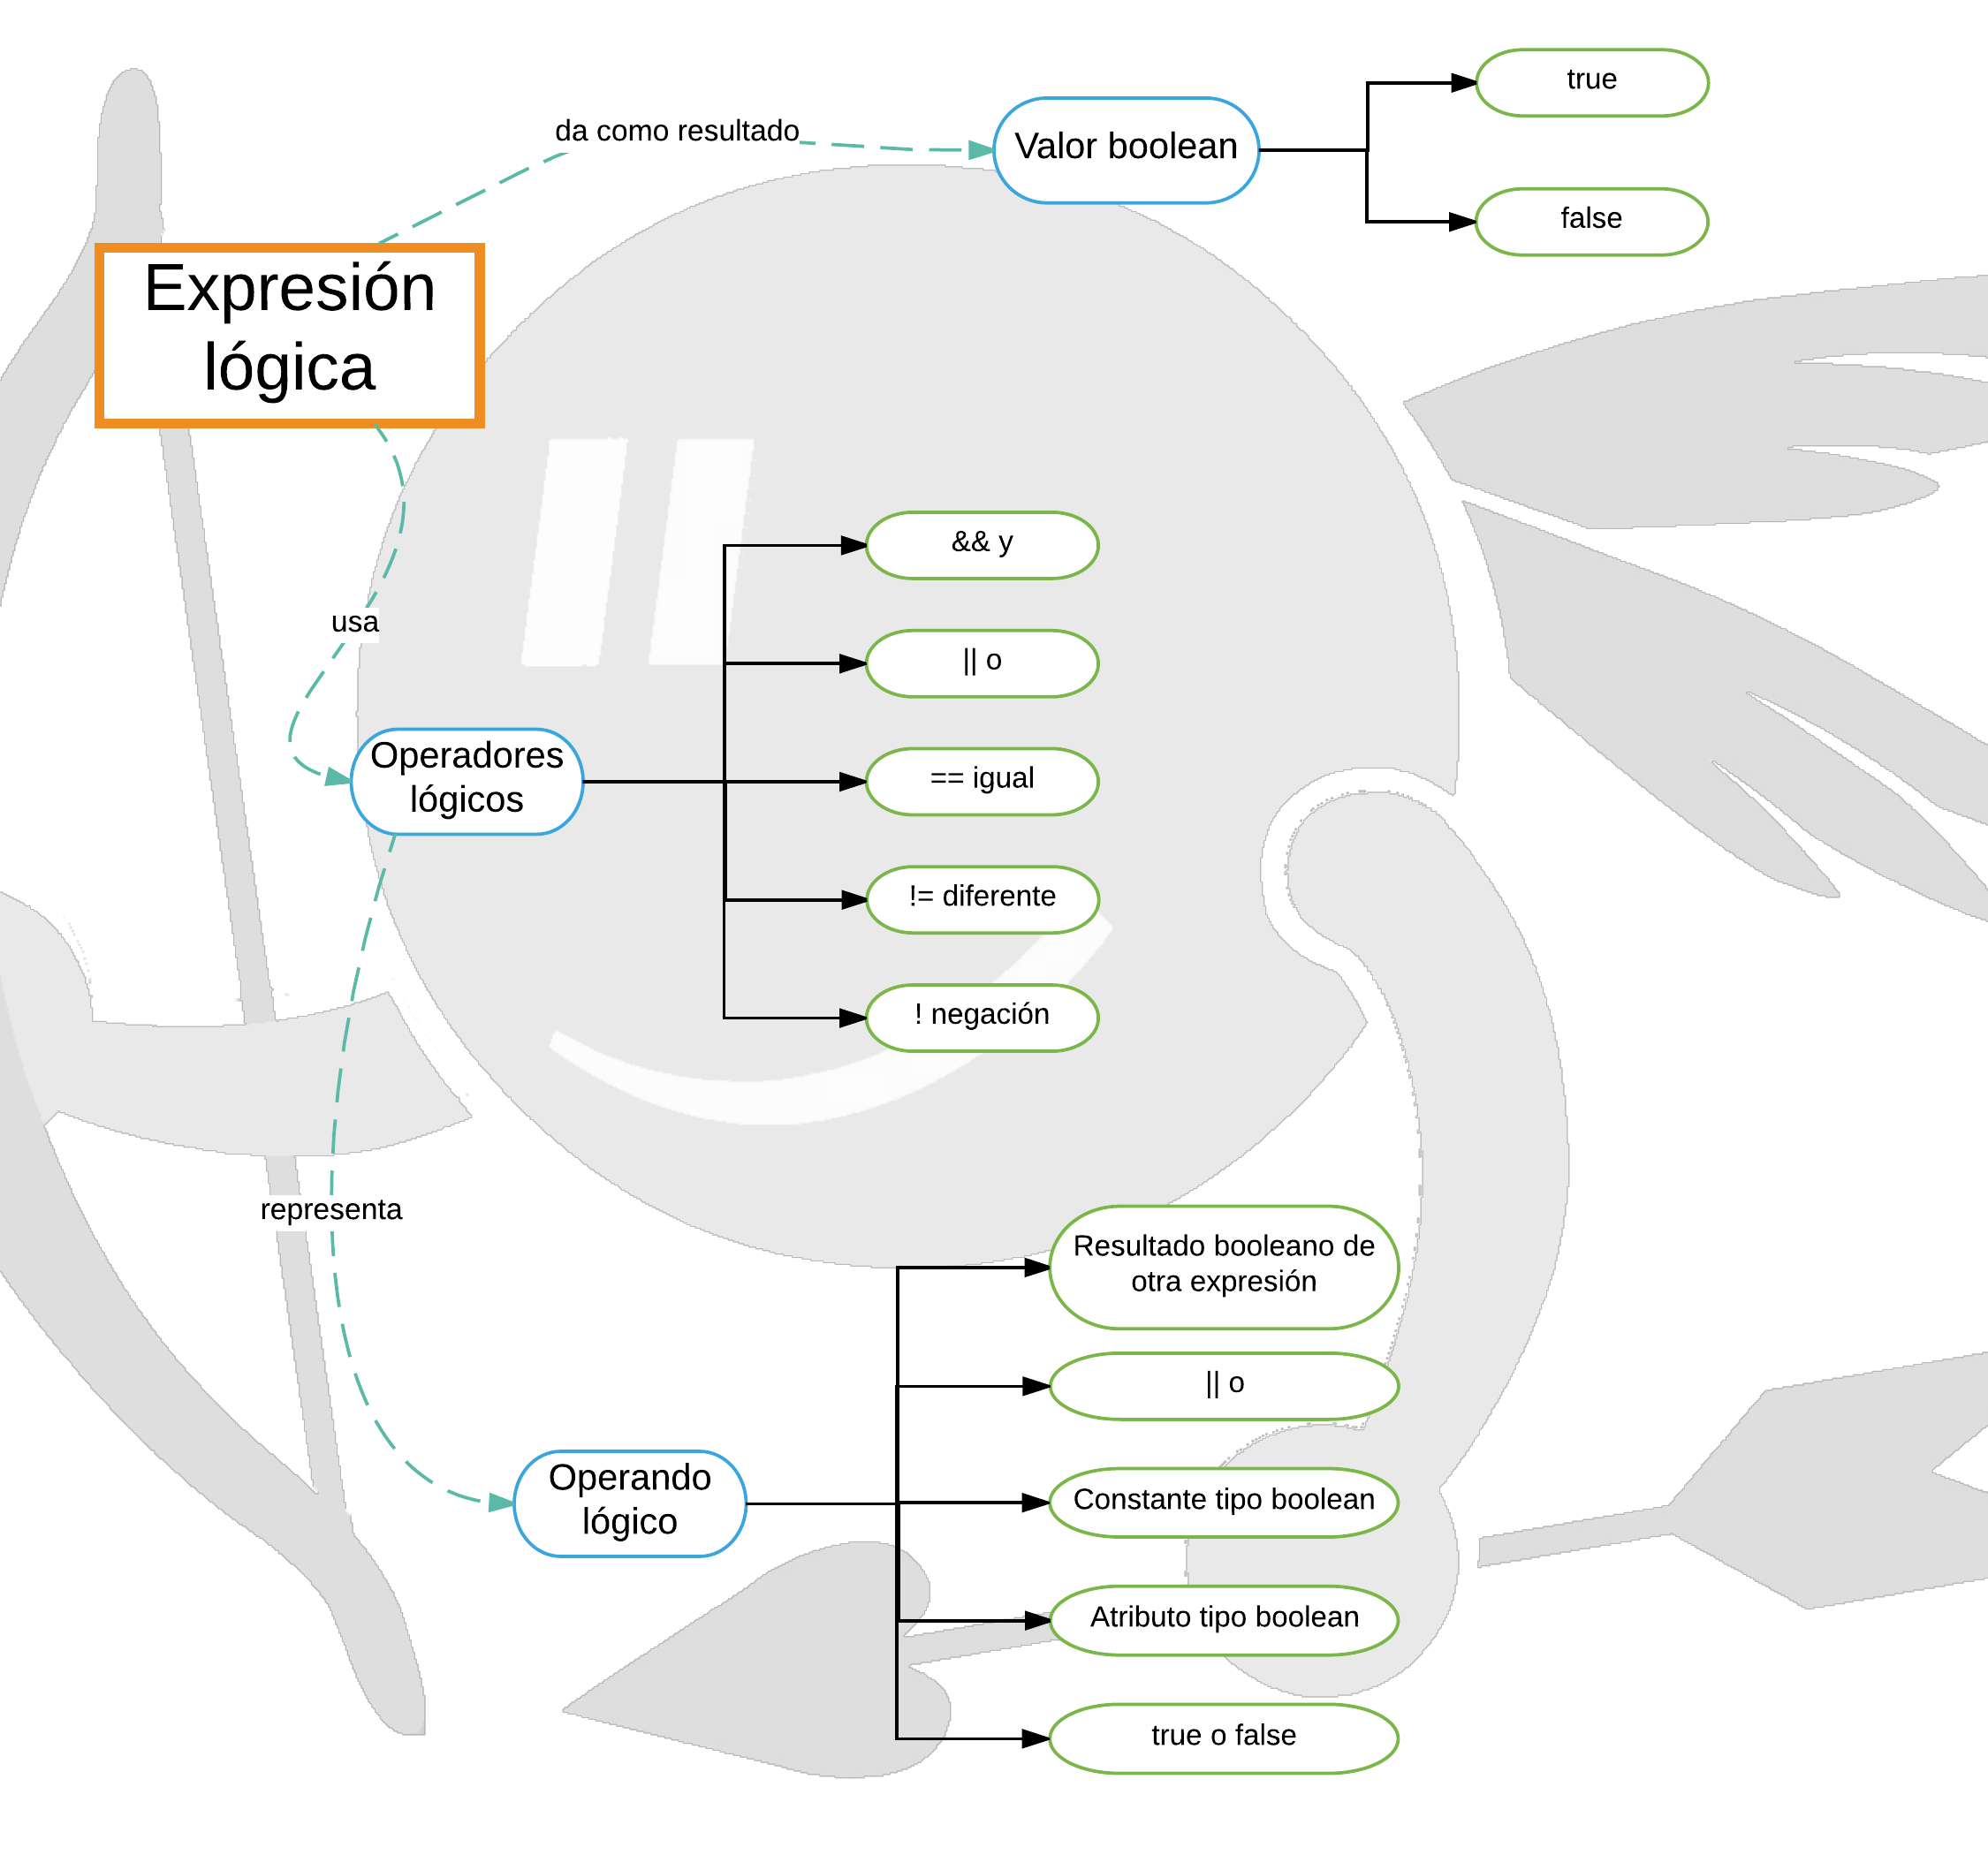 da como resultado
Valor boolean
true
false
Expresión
lógica
usa
Operadores
lógicos
&& y
|| o
== igual
!= diferente
! negación
representa
Operando
lógico
Resultado booleano de
otra expresión
|| o
Constante tipo boolean
Atributo tipo boolean
true o false